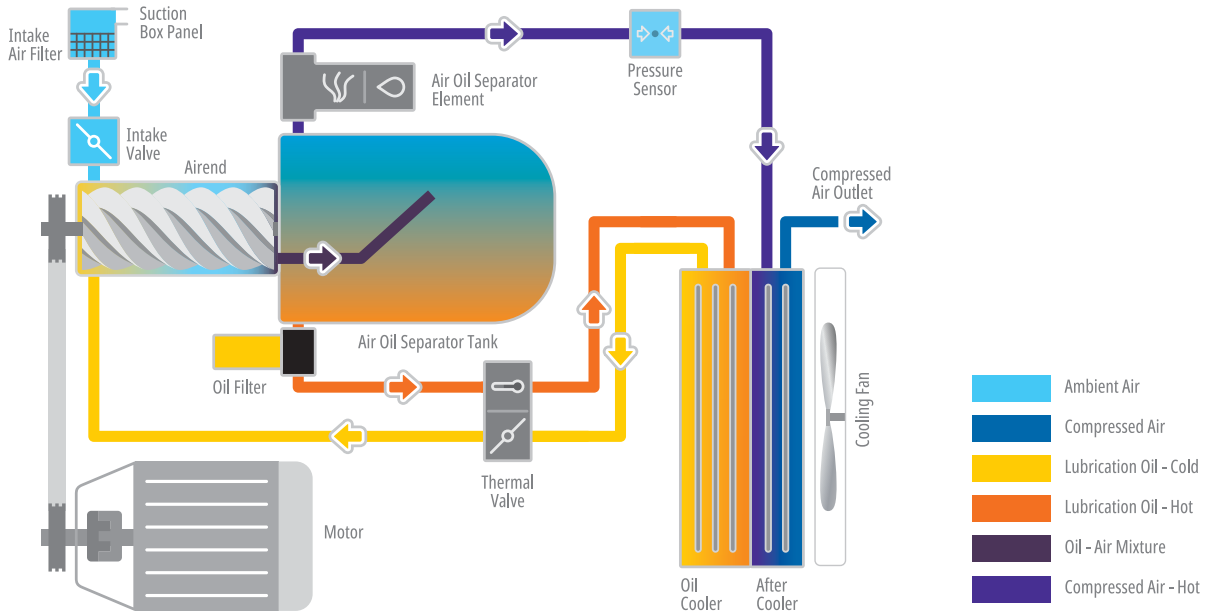 Suction
Box Panel
Intake
Air Filter
Intake
Valve
Airend
Air Oil Separator
Element
Pressure
Sensor
Compressed
Air Outlet
Air Oil Separator Tank
Oil Filter
Thermal
Valve
Motor
Oil
Cooler
After
Cooler
Cooling Fan
Ambient Air
Compressed Air
Lubrication Oil - Cold
Lubrication Oil - Hot
Oil - Air Mixture
Compressed Air - Hot